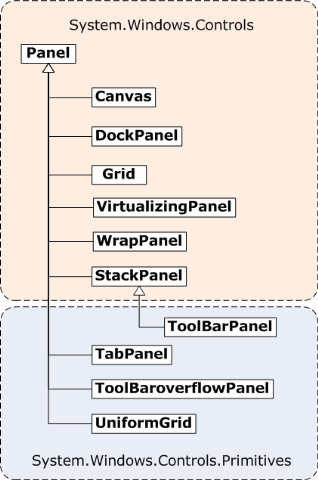 System.Windows.Controls
Panel
Canvas
DockPanel
Grid
VirtualizingPanel
WrapPanel
StackPanel
ToolBarPanel
TabPanel
ToolBaroverflowPanel
UniformGrid
System.Windows.Controls.Primitives